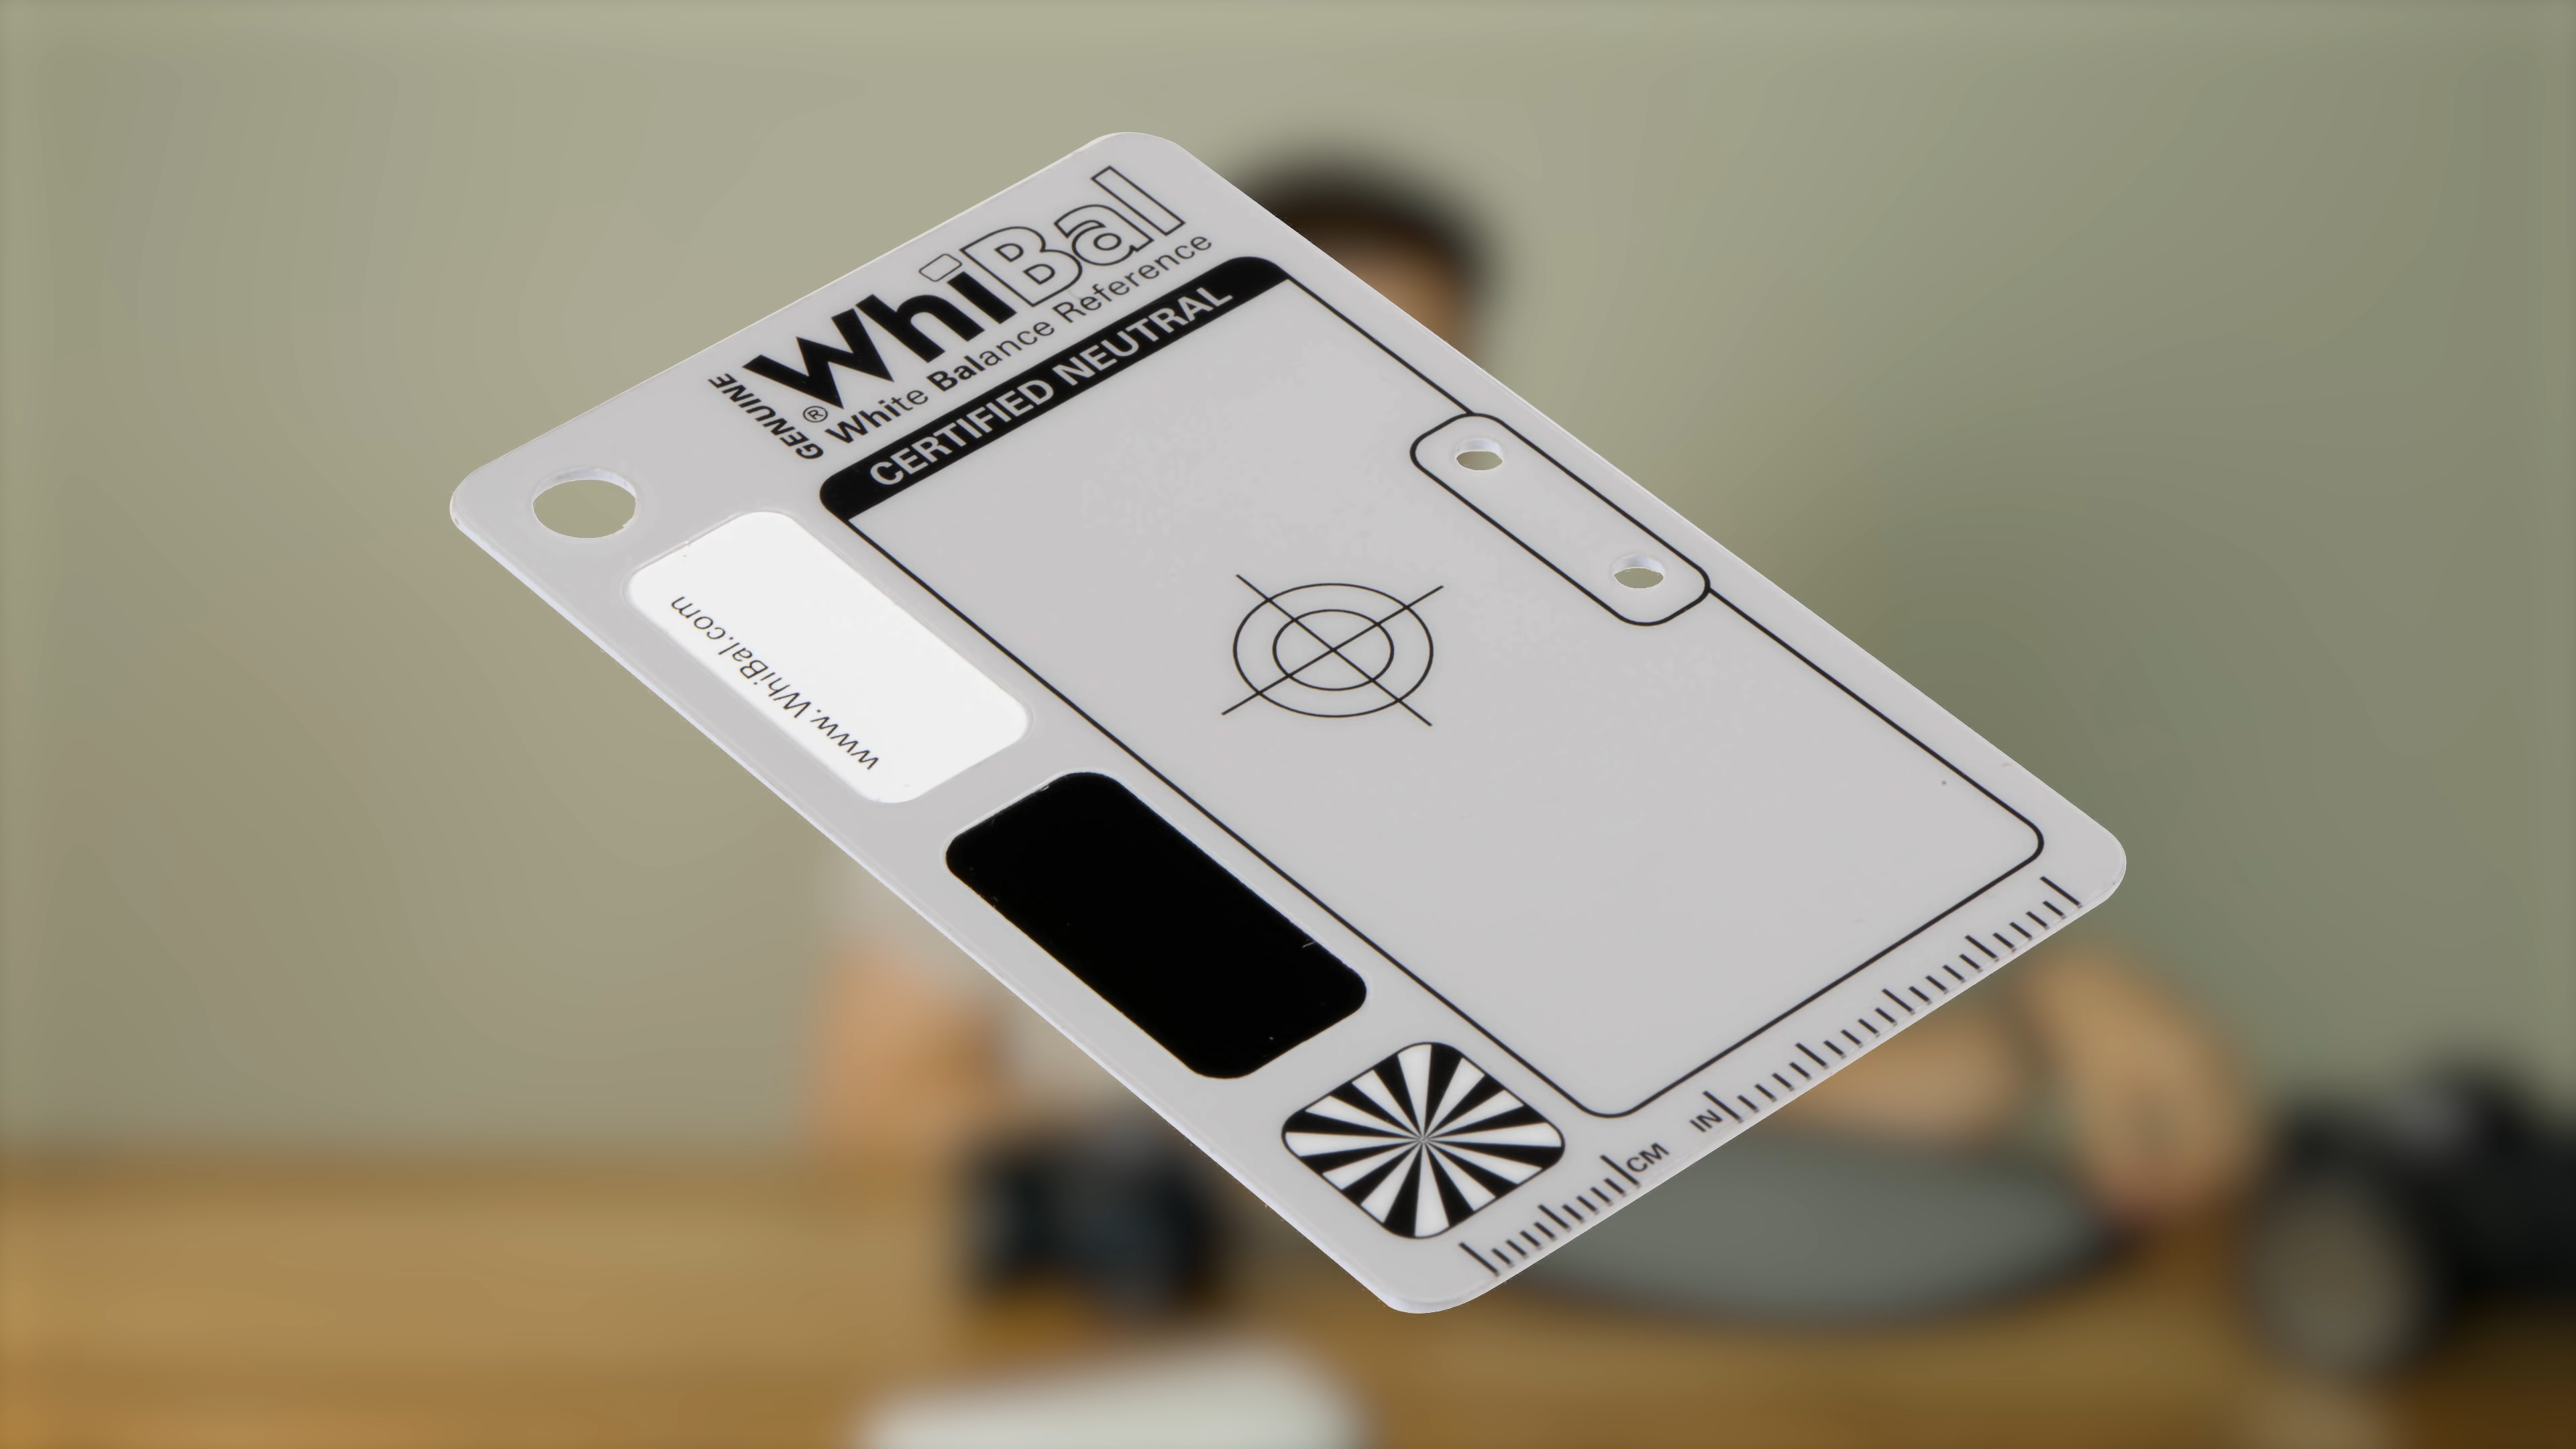 GENUINE
WhiBal®
White Balance Reference
CERTIFIED NEUTRAL
www.WhiBal.com
CM
IN